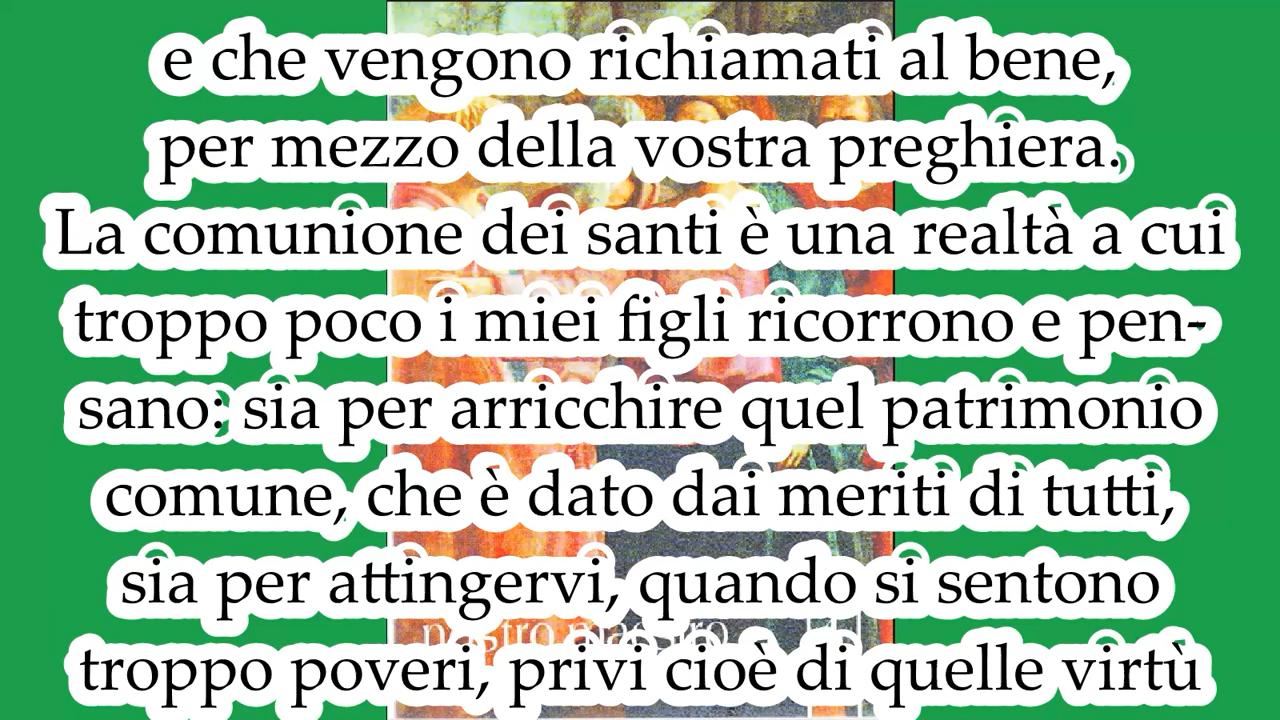 e che vengono richiamati al bene,
per mezzo della vostra preghiera.
La comunione dei santi è una realtà a cui
troppo poco i miei figli ricorrono e pen-
sano: sia per arricchire quel patrimonio
comune, che è dato dai meriti di tutti,
sia per attingervi, quando si sentono
nostro maestro
troppo poveri, privi cioè di quelle virtù